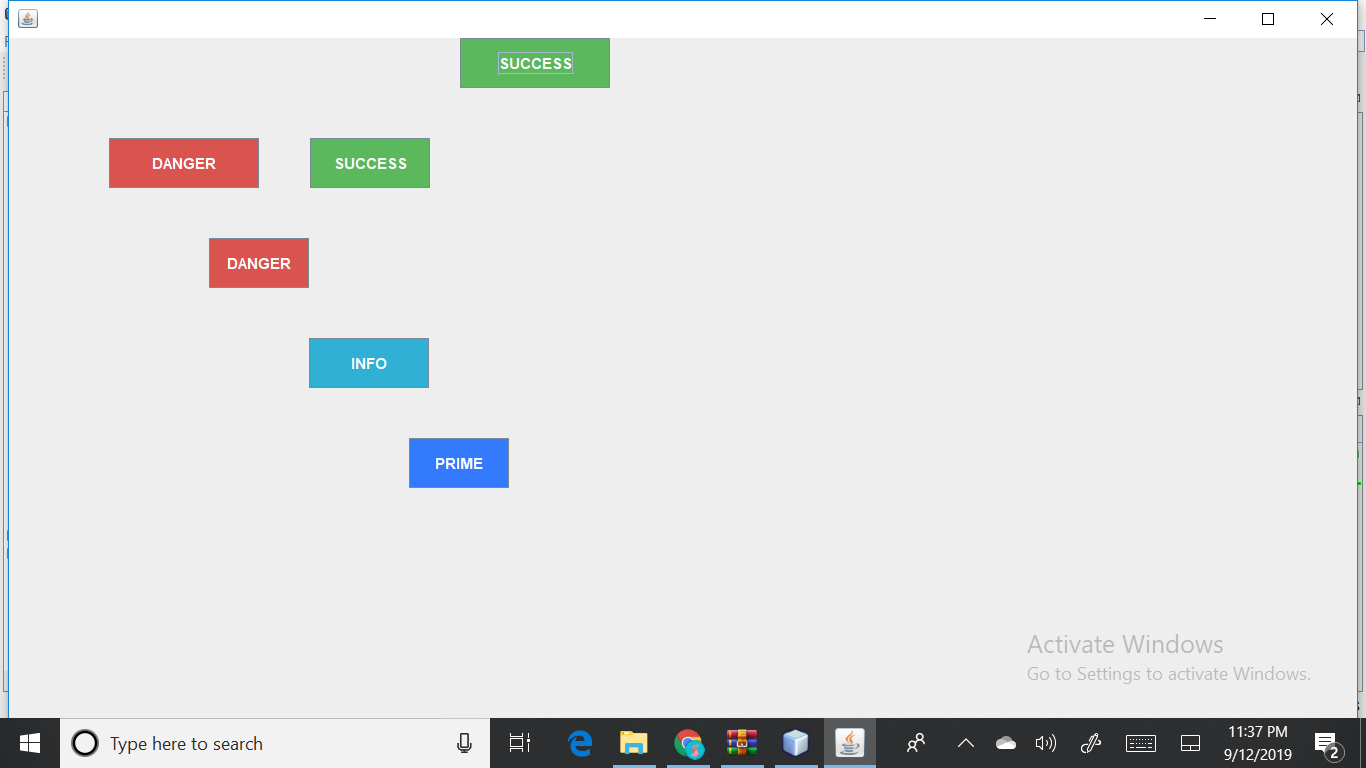 SUCCESS
DANGER
SUCCESS
DANGER
INFO
PRIME
Activate Windows
Go to Settings to activate Windows.
Type here to search
11:37 PM
9/12/2019
2